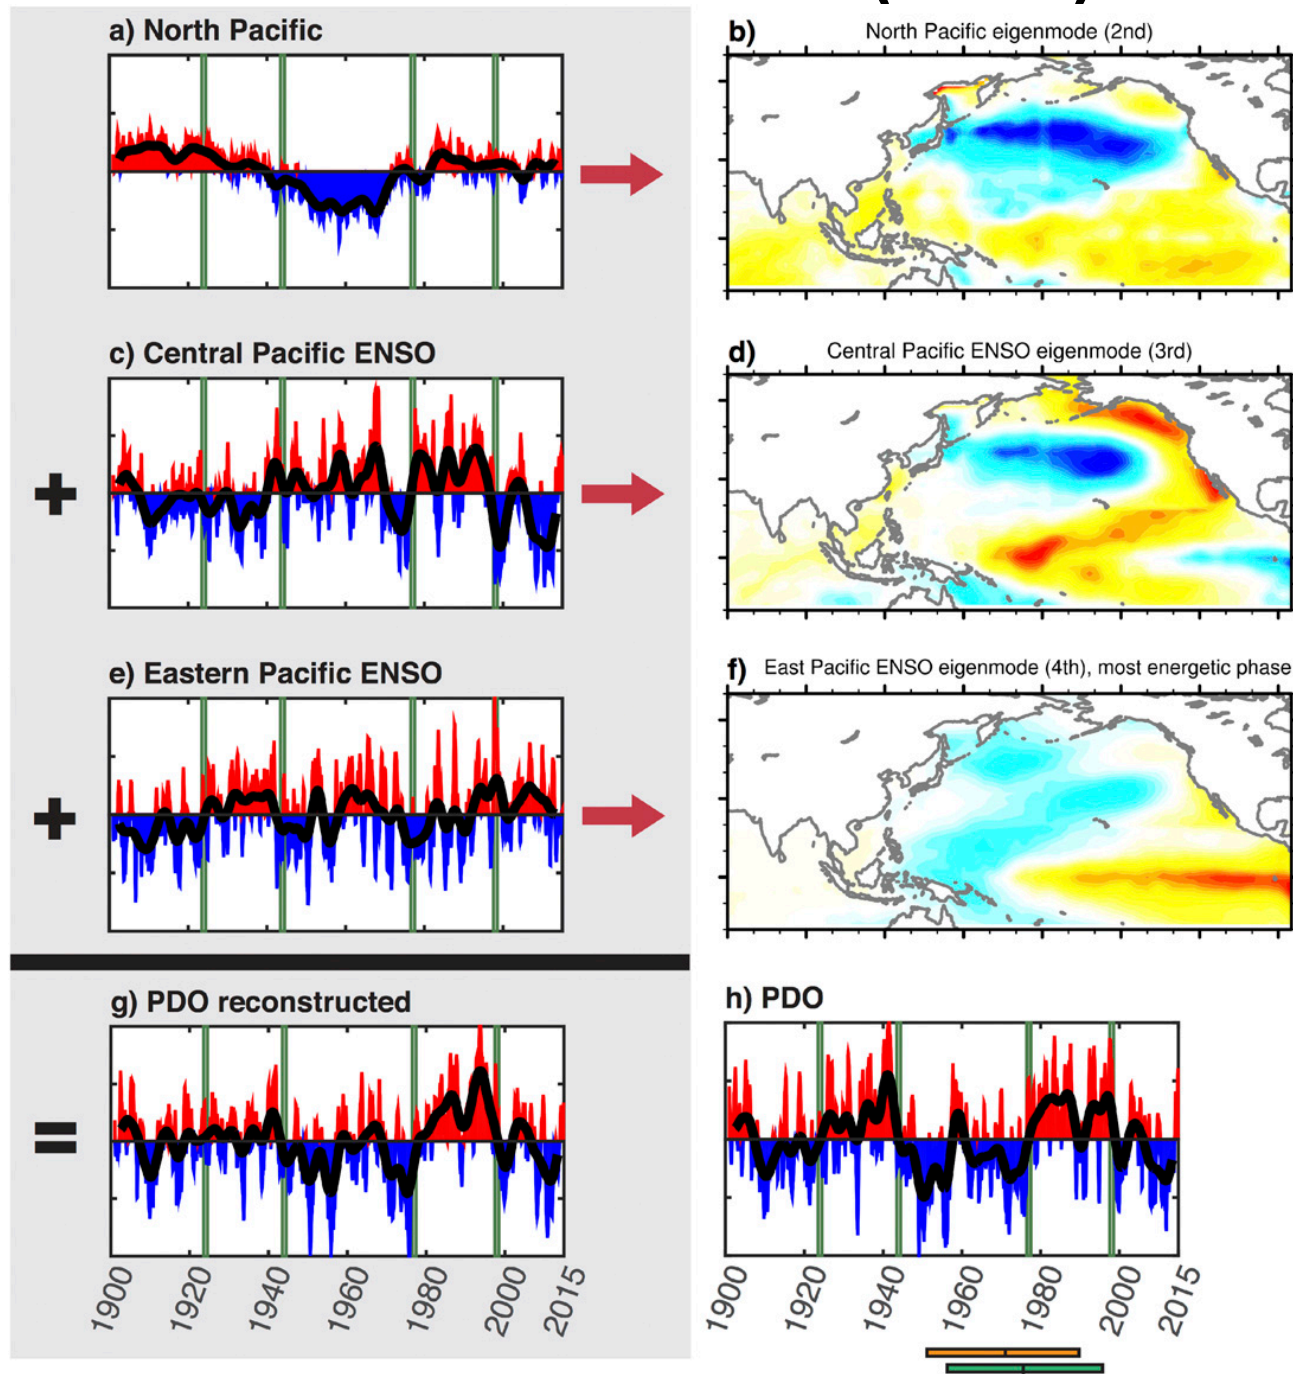 a) North Pacific
b) North Pacific eigenmode (2nd)
c) Central Pacific ENSO
d) Central Pacific ENSO eigenmode (3rd)
+
e) Eastern Pacific ENSO
f) East Pacific ENSO eigenmode (4th), most energetic phase
+
g) PDO reconstructed
h) PDO
=
1900 1920 1940 1960 1980 2000 2015
1900 1920 1940 1960 1980 2000 2015